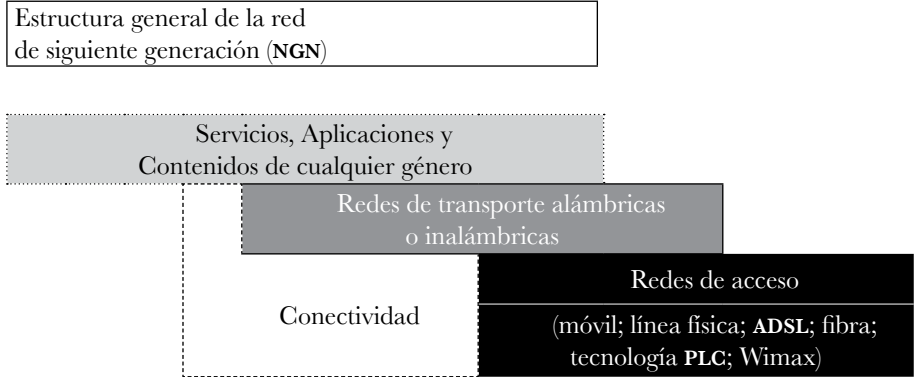 Estructura general de la red
de siguiente generación (NGN)
Servicios, Aplicaciones y
Contenidos de cualquier género
Redes de transporte alámbricas
o inalámbricas
Redes de acceso
Conectividad
(móvil; línea física; ADSL; fibra;
tecnología PLC; Wimax)